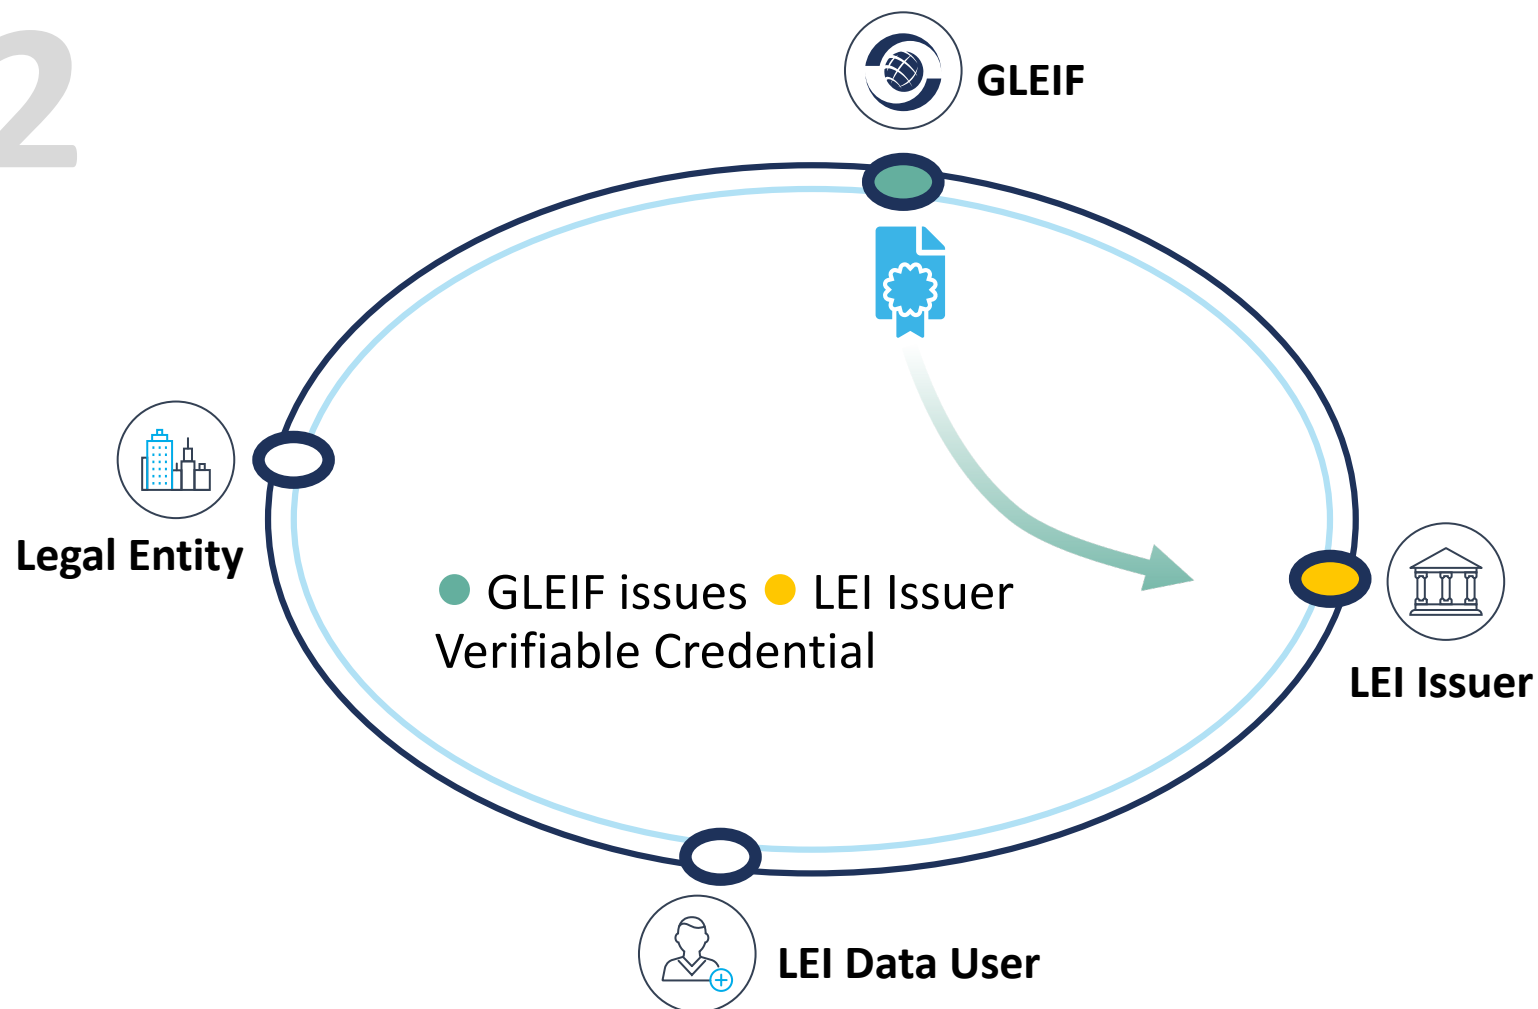 2
GLEIF
Legal Entity
GLEIF issues LEI Issuer
Verifiable Credential
LEI Issuer
LEI Data User